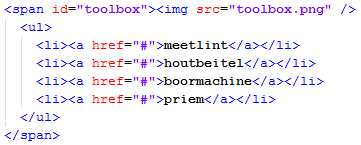 <span id="toolbox"><img src="toolbox.png" />
<ul>
<li><a href="#">meetlint</a></li>
<li><a href="#">houtbeitel</a></li>
<li><a href="#">boormachine</a></li>
<li><a href="#">priem</a></li>
</ul>
</span>